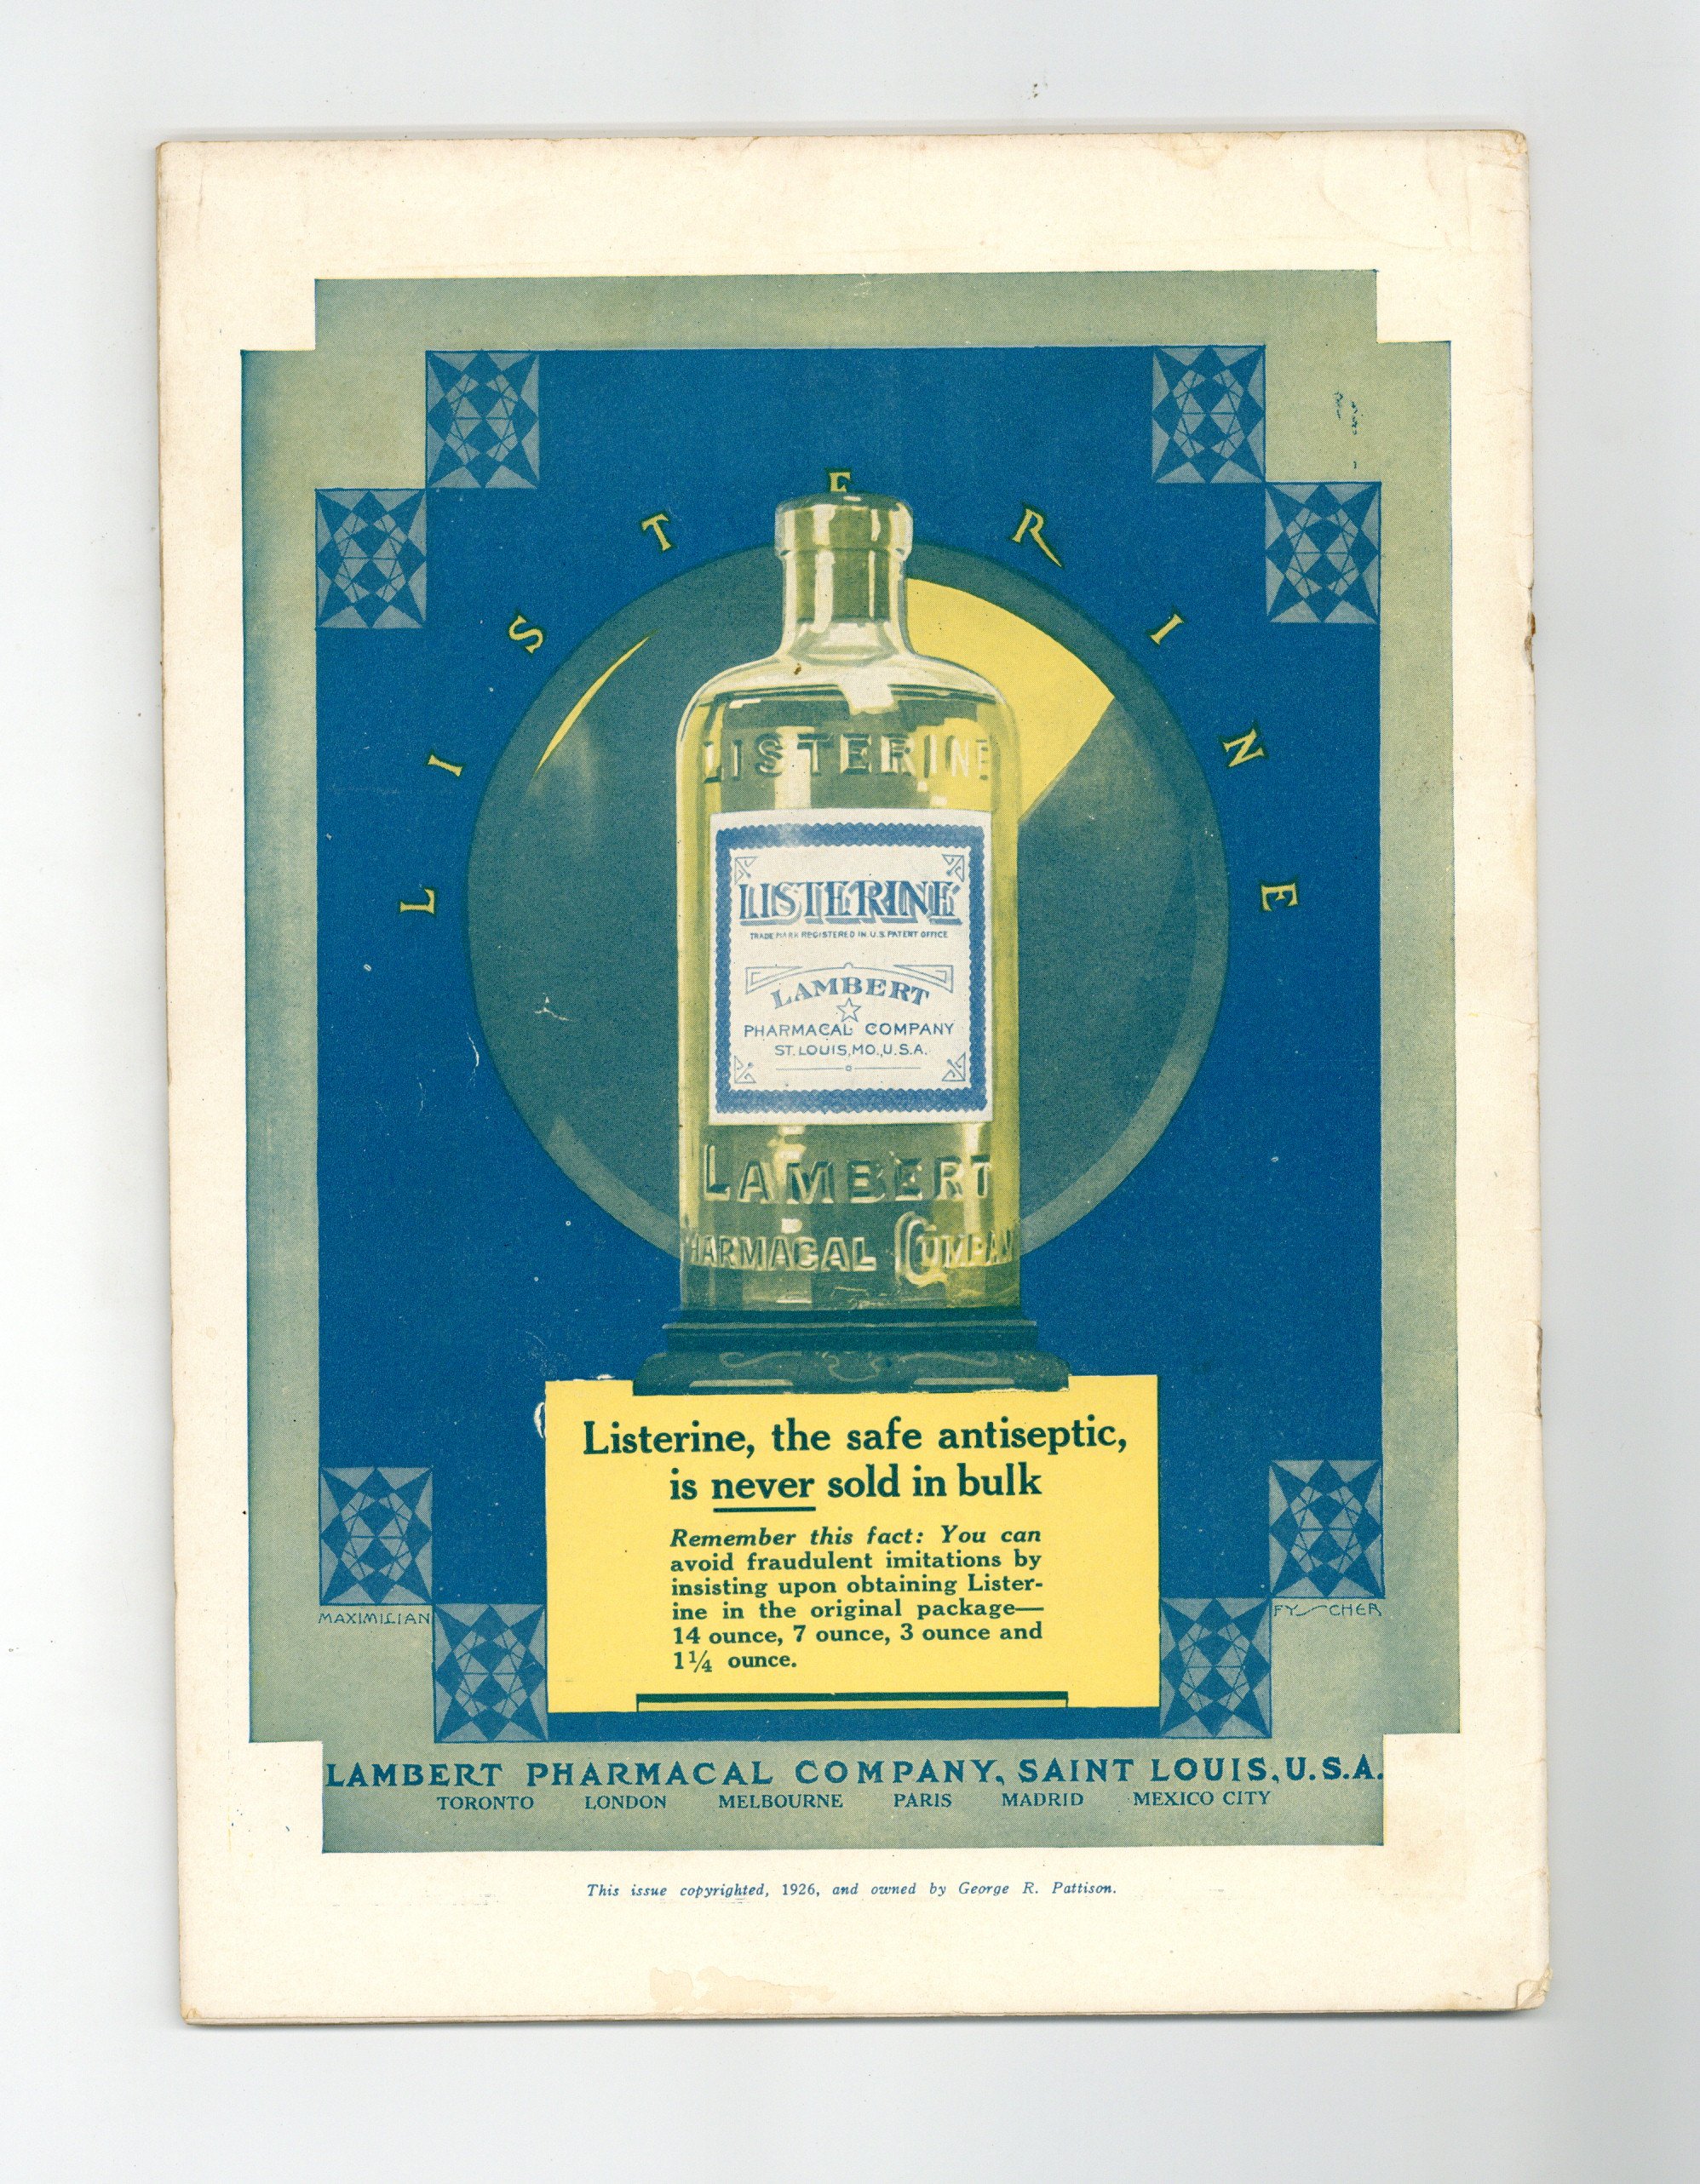 LISTERINE
LISTERINE
LISTERINE
TRADE MARK REGISTERED IN U.S. PATENT OFFICE
LAMBERT
PHARMACAL COMPANY
ST. LOUIS, MO., U.S.A.
LAMBERT
PHARMACAL COMPANY
Listerine, the safe antiseptic,
is never sold in bulk
Remember this fact: You can
avoid fraudulent imitations by
insisting upon obtaining Lister-
ine in the original package—
14 ounce, 7 ounce, 3 ounce and
1¼ ounce.
MAXIMILIAN FYSCHER
LAMBERT PHARMACAL COMPANY, SAINT LOUIS, U.S.A.
TORONTO LONDON MELBOURNE PARIS MADRID MEXICO CITY
This issue copyrighted, 1926, and owned by George R. Pattison.